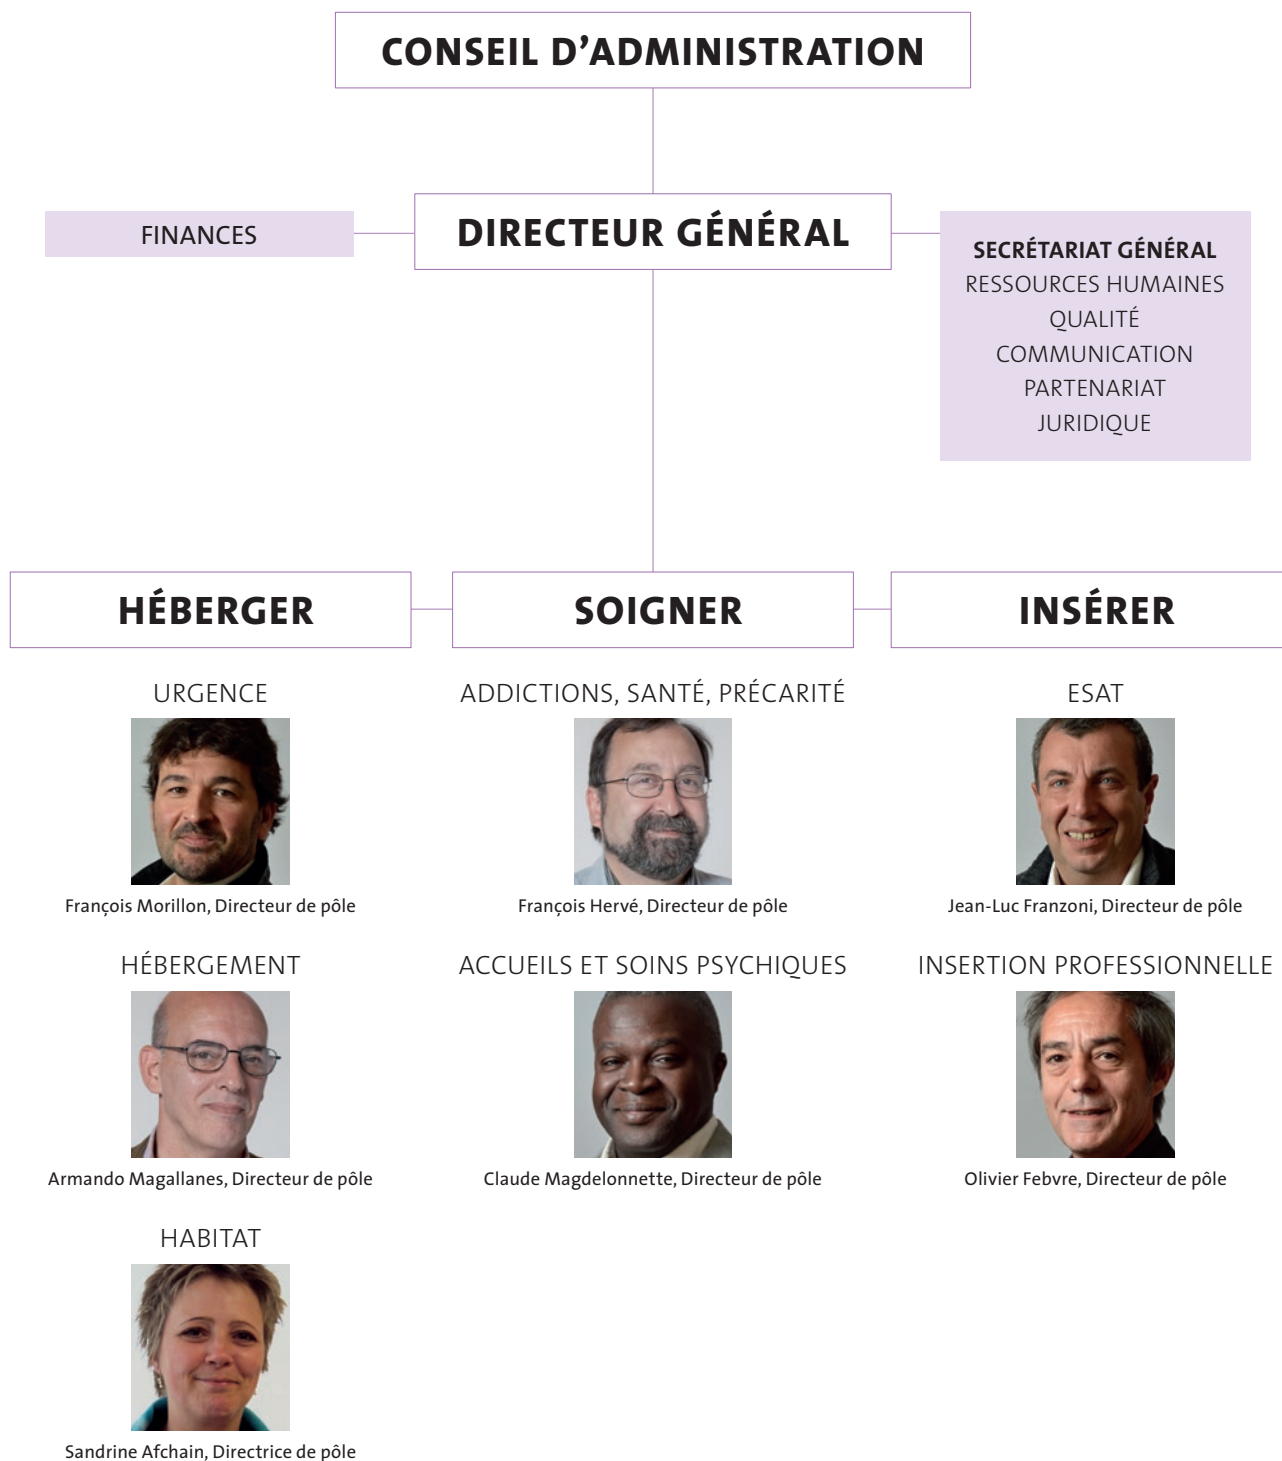 CONSEIL D'ADMINISTRATION
FINANCES
DIRECTEUR GÉNÉRAL
SECRÉTARIAT GÉNÉRAL
RESSOURCES HUMAINES
QUALITÉ
COMMUNICATION
PARTENARIAT
JURIDIQUE
HÉBERGER
SOIGNER
INSÉRER
URGENCE
ADDICTIONS, SANTÉ, PRÉCARITÉ
ESAT
François Morillon, Directeur de pôle
François Hervé, Directeur de pôle
Jean-Luc Franzoni, Directeur de pôle
HÉBERGEMENT
ACCUEILS ET SOINS PSYCHIQUES
INSERTION PROFESSIONNELLE
Armando Magallanes, Directeur de pôle
Claude Magdelonnette, Directeur de pôle
Olivier Febvre, Directeur de pôle
HABITAT
Sandrine Afchain, Directrice de pôle